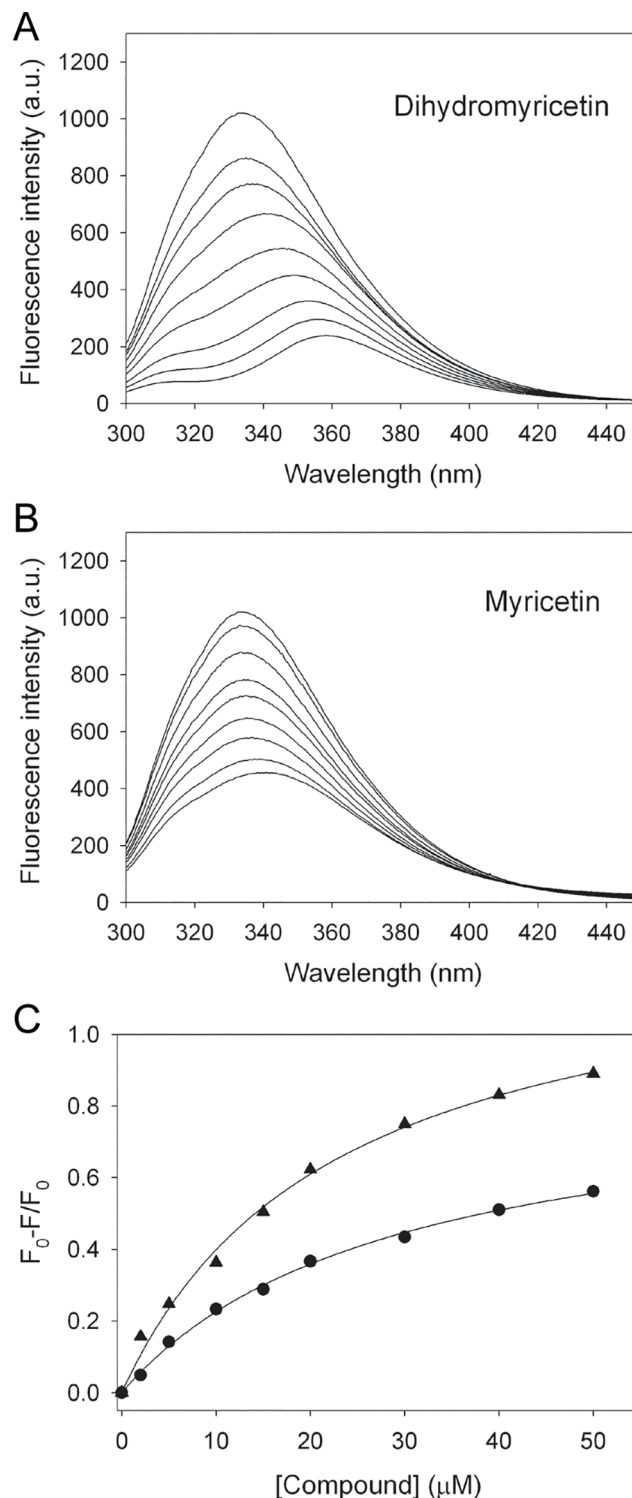 A
Fluorescence intensity (a.u.)
1200
1000
800
600
400
200
0
Dihydromyricetin
300 320 340 360 380 400 420 440
Wavelength (nm)
B
Fluorescence intensity (a.u.)
1200
1000
800
600
400
200
0
Myricetin
300 320 340 360 380 400 420 440
Wavelength (nm)
C
F₀-F/F₀
1.0
0.8
0.6
0.4
0.2
0.0
0 10 20 30 40 50
[Compound] (μM)